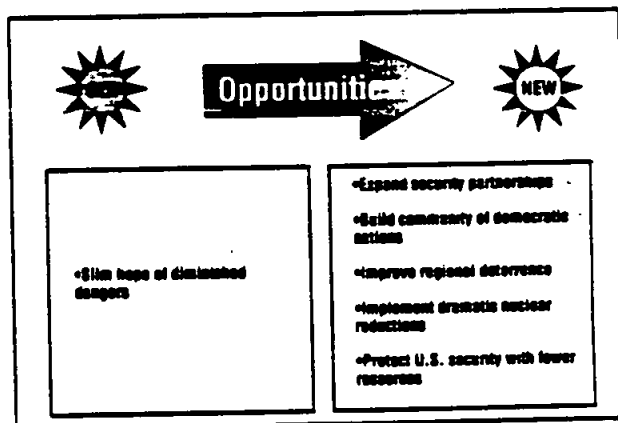 Opportunities
NEW
•Slim hope of diminished
dangers
•Expand security partnerships
•Build community of democratic
nations
•Improve regional deterrence
•Implement dramatic nuclear
reductions
•Protect U.S. security with fewer
resources